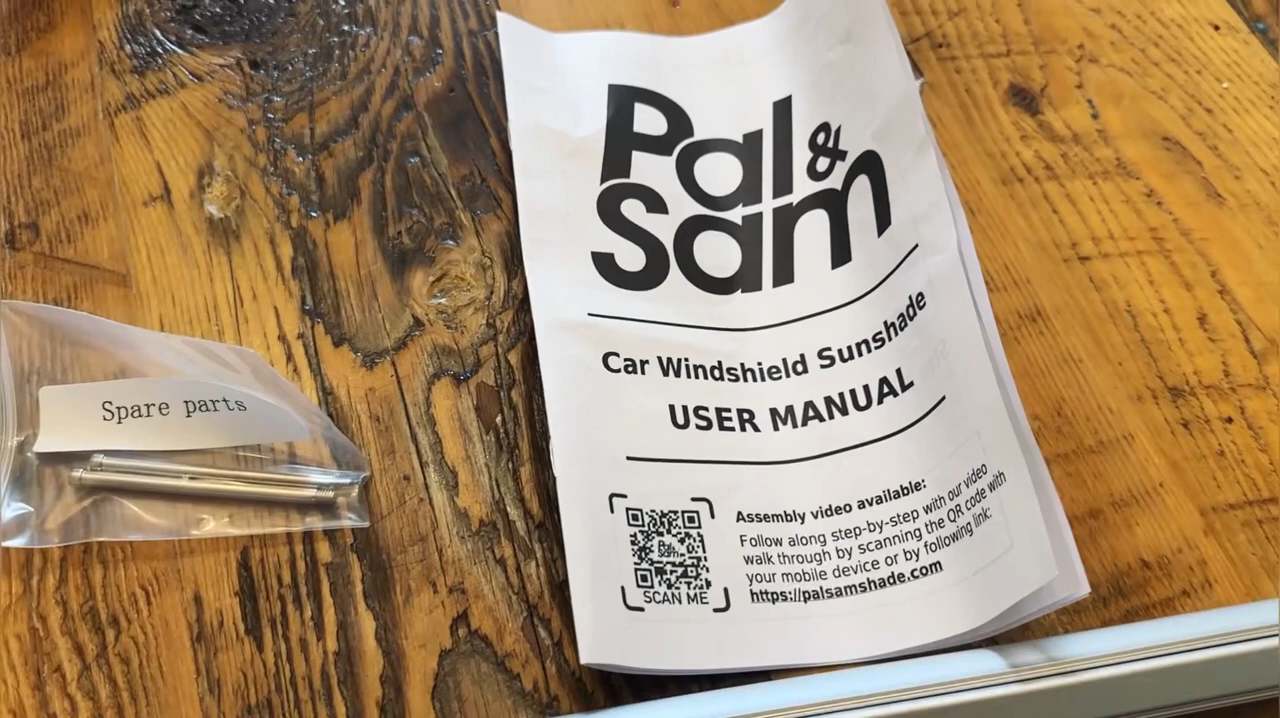 Pal &
Sam
Car Windshield Sunshade
USER MANUAL
Spare parts
Pal &
Sam
SCAN ME
Assembly video available:
Follow along step-by-step with our video
walk through by scanning the QR code with
your mobile device or by following link:
https://palsamshade.com